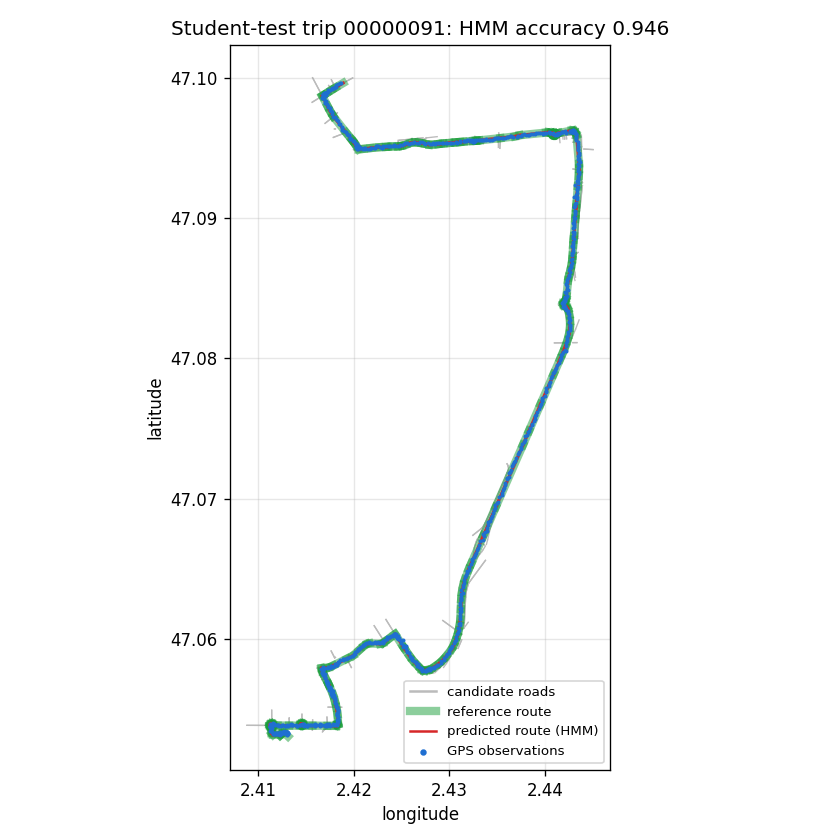 Student-test trip 00000091: HMM accuracy 0.946
47.10
47.09
47.08
47.07
47.06
latitude
candidate roads
reference route
predicted route (HMM)
GPS observations
2.41 2.42 2.43 2.44
longitude